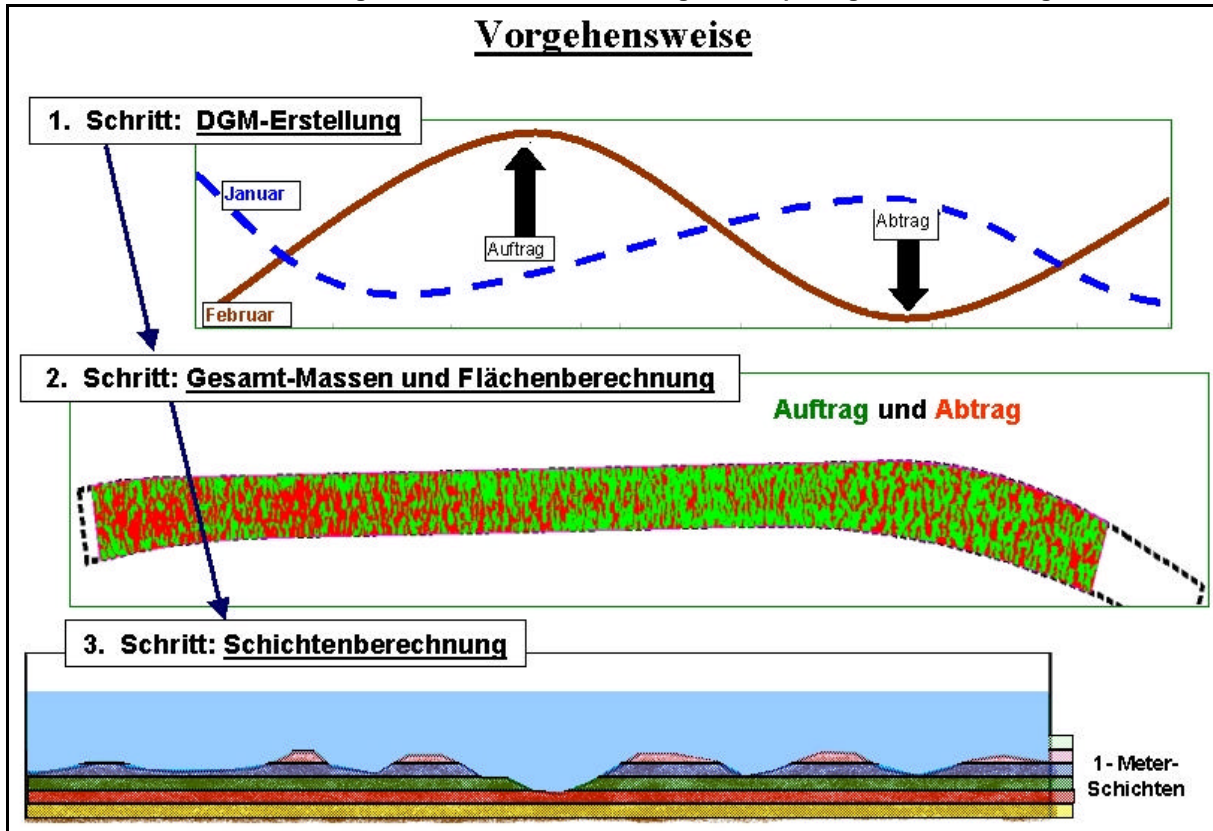 Vorgehensweise
1. Schritt: DGM-Erstellung
Januar
Auftrag
Abtrag
Februar
2. Schritt: Gesamt-Massen und Flächenberechnung
Auftrag und Abtrag
3. Schritt: Schichtenberechnung
1- Meter-
Schichten